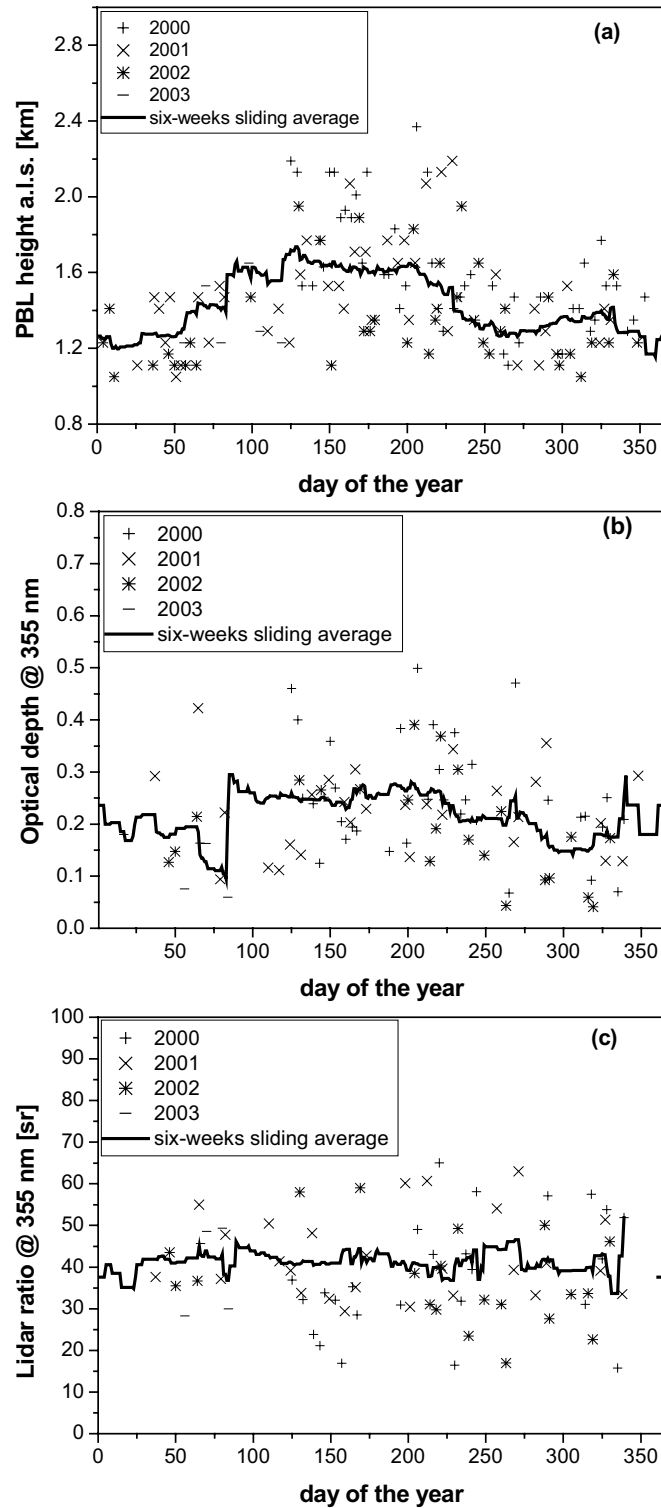 (a)
2000
2001
2002
2003
six-weeks sliding average
PBL height a.l.s. [km]
2.8
2.4
2.0
1.6
1.2
0.8
0 50 100 150 200 250 300 350
day of the year
(b)
2000
2001
2002
2003
six-weeks sliding average
Optical depth @ 355 nm
0.8
0.7
0.6
0.5
0.4
0.3
0.2
0.1
0.0
50 100 150 200 250 300 350
day of the year
(c)
2000
2001
2002
2003
six-weeks sliding average
Lidar ratio @ 355 nm [sr]
100
90
80
70
60
50
40
30
20
10
0
0 50 100 150 200 250 300 350
day of the year